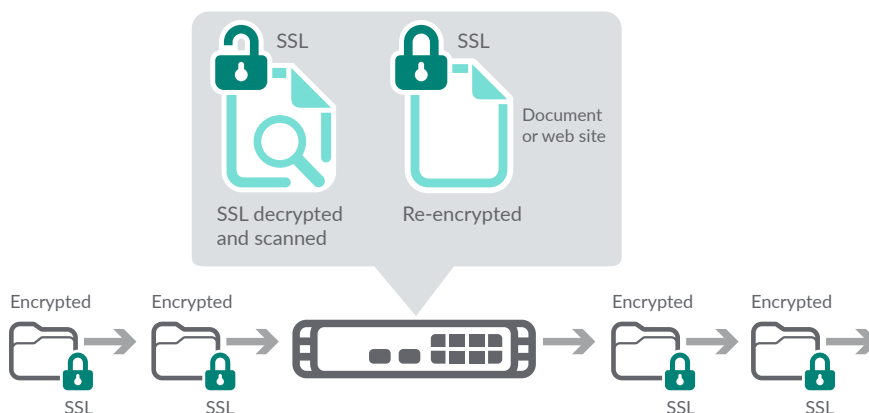 SSL
SSL
Document
or web site
SSL decrypted
and scanned
Re-encrypted
Encrypted
Encrypted
Encrypted
Encrypted
SSL
SSL
SSL
SSL